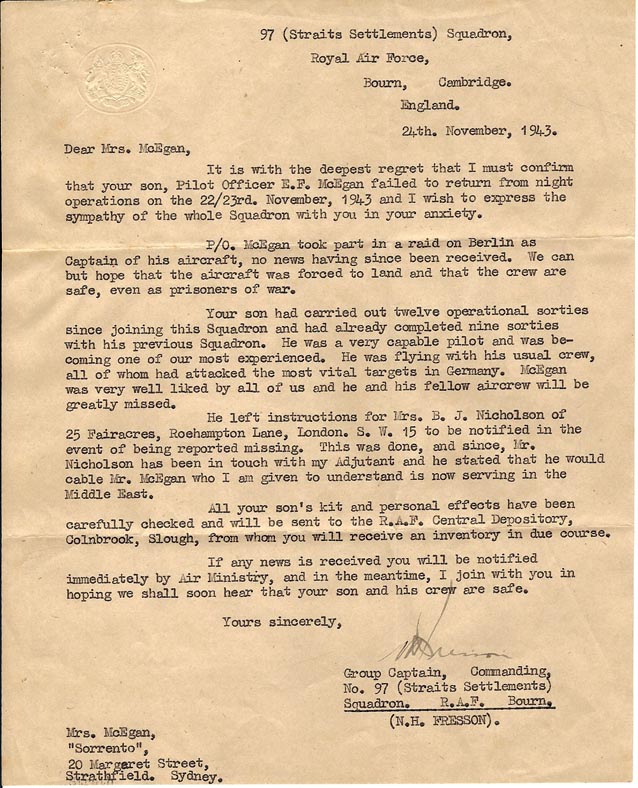 97 (Straits Settlements) Squadron,
Royal Air Force,
Bourn, Cambridge.
England.
24th. November, 1943.
Dear Mrs. McEgan,
It is with the deepest regret that I must confirm
that your son, Pilot Officer E.F. McEgan failed to return from night
operations on the 22/23rd. November, 1943 and I wish to express the
sympathy of the whole Squadron with you in your anxiety.
P/O. McEgan took part in a raid on Berlin as
Captain of his aircraft, no news having since been received. We can
but hope that the aircraft was forced to land and that the crew are
safe, even as prisoners of war.
Your son had carried out twelve operational sorties
since joining this Squadron and had already completed nine sorties
with his previous Squadron. He was a very capable pilot and was be-
coming one of our most experienced. He was flying with his usual crew,
all of whom had attacked the most vital targets in Germany. McEgan
was very well liked by all of us and he and his fellow aircrew will be
greatly missed.
He left instructions for Mrs. B. J. Nicholson of
25 Fairacres, Roehampton Lane, London. S. W. 15 to be notified in the
event of being reported missing. This was done, and since, Mr.
Nicholson has been in touch with my Adjutant and he stated that he would
cable Mr. McEgan who I am given to understand is now serving in the
Middle East.
All your son's kit and personal effects have been
carefully checked and will be sent to the R.A.F. Central Depository,
Colnbrook, Slough, from whom you will receive an inventory in due course.
If any news is received you will be notified
immediately by Air Ministry, and in the meantime, I join with you in
hoping we shall soon hear that your son and his crew are safe.
Yours sincerely,
Group Captain, Commanding,
No. 97 (Straits Settlements)
Squadron. R.A.F. Bourn.
(N.H. FRESSON).
Mrs. McEgan,
"Sorrento",
20 Margaret Street,
Strathfield. Sydney.